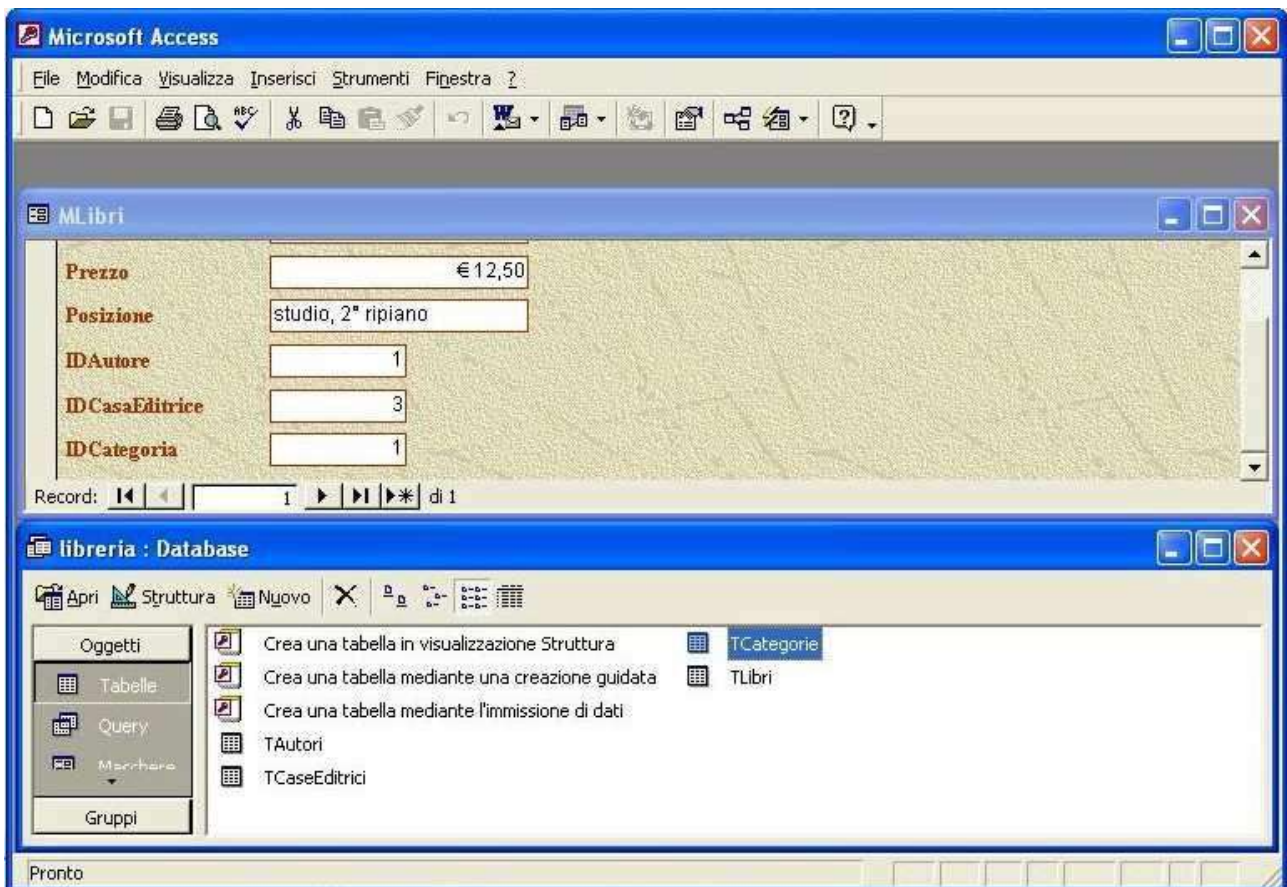 Microsoft Access
File Modifica Visualizza Inserisci Strumenti Finestra ?
MLibri
Prezzo €12,50
Posizione studio, 2° ripiano
IDAutore 1
IDCasaEditrice 3
IDCategoria 1
Record: 1 di 1
libreria : Database
Apri Struttura Nuovo
Oggetti
Tabelle
Query
Maschere
Gruppi
Crea una tabella in visualizzazione Struttura
Crea una tabella mediante una creazione guidata
Crea una tabella mediante l'immissione di dati
TAutori
TCaseEditrici
TCategorie
TLibri
Pronto